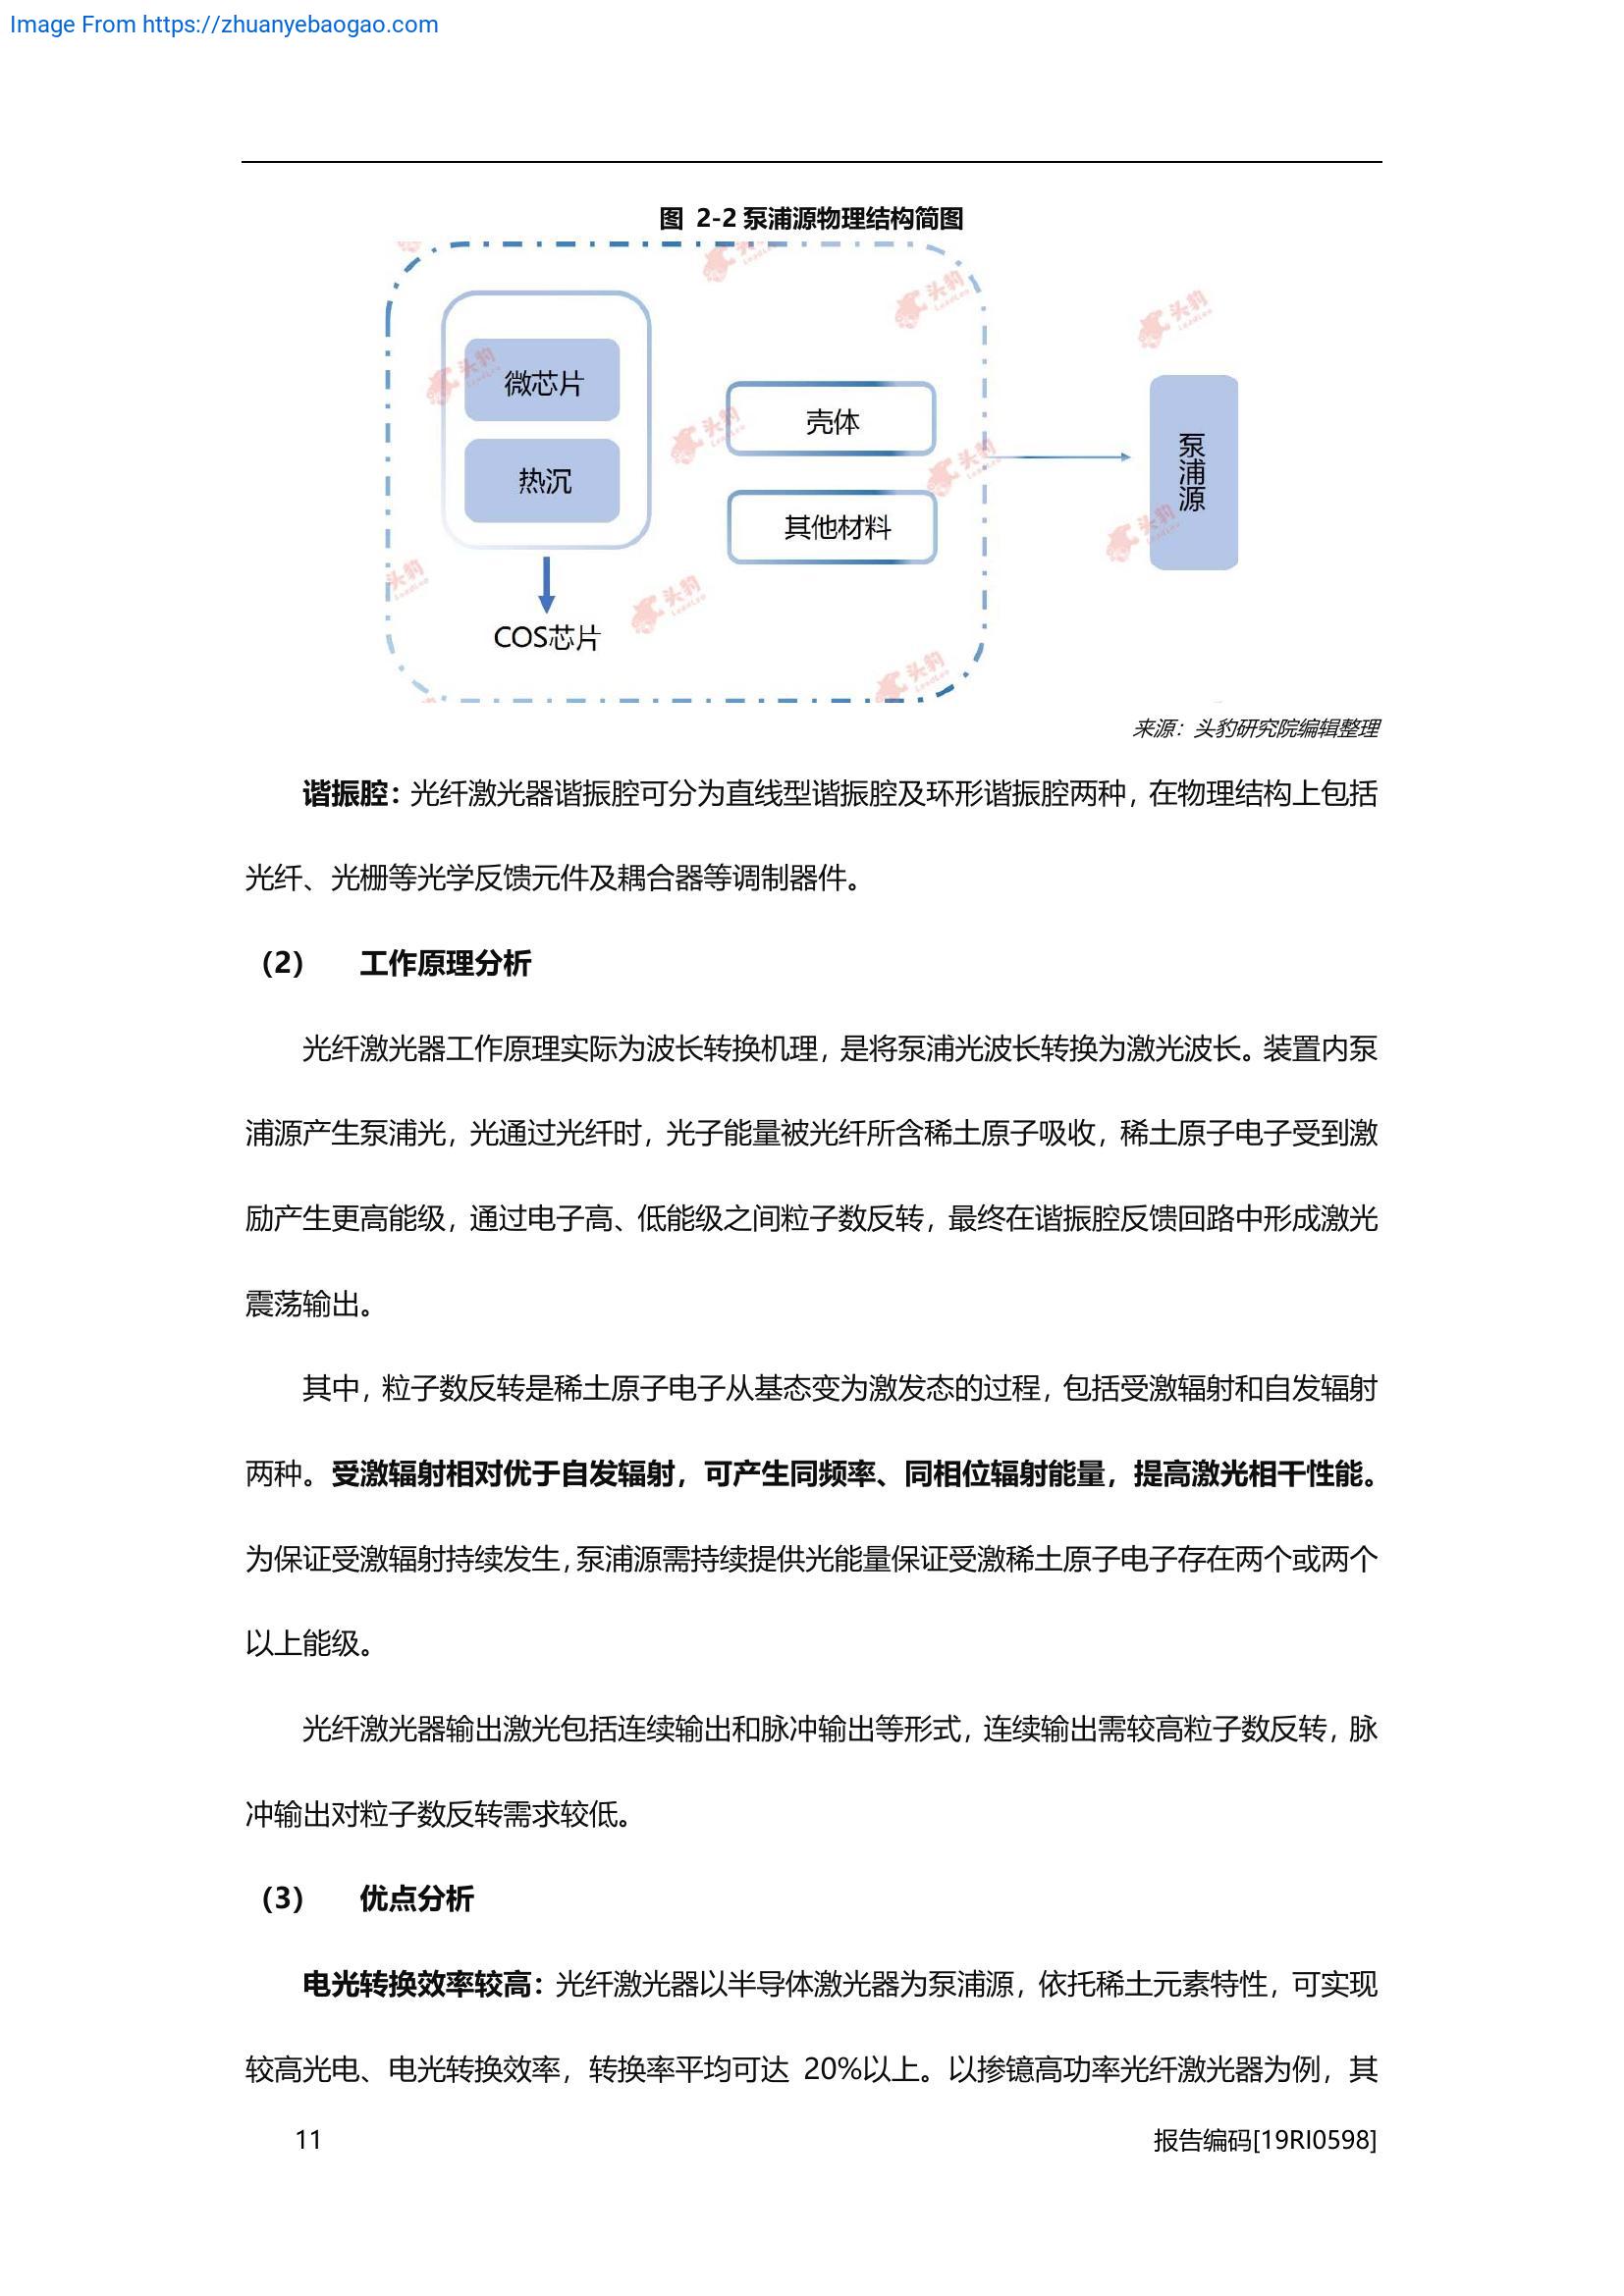 Image From https://zhuanyebaogao.com
图 2-2 泵浦源物理结构简图
微芯片
热沉
COS芯片
壳体
其他材料
泵浦源
头豹
LeadLeo
来源：头豹研究院编辑整理
谐振腔：光纤激光器谐振腔可分为直线型谐振腔及环形谐振腔两种，在物理结构上包括
光纤、光栅等光学反馈元件及耦合器等调制器件。
（2） 工作原理分析
光纤激光器工作原理实际为波长转换机理，是将泵浦光波长转换为激光波长。装置内泵
浦源产生泵浦光，光通过光纤时，光子能量被光纤所含稀土原子吸收，稀土原子电子受到激
励产生更高能级，通过电子高、低能级之间粒子数反转，最终在谐振腔反馈回路中形成激光
震荡输出。
其中，粒子数反转是稀土原子电子从基态变为激发态的过程，包括受激辐射和自发辐射
两种。受激辐射相对优于自发辐射，可产生同频率、同相位辐射能量，提高激光相干性能。
为保证受激辐射持续发生，泵浦源需持续提供光能量保证受激稀土原子电子存在两个或两个
以上能级。
光纤激光器输出激光包括连续输出和脉冲输出等形式，连续输出需较高粒子数反转，脉
冲输出对粒子数反转需求较低。
（3） 优点分析
电光转换效率较高：光纤激光器以半导体激光器为泵浦源，依托稀土元素特性，可实现
较高光电、电光转换效率，转换率平均可达 20%以上。以掺镱高功率光纤激光器为例，其
11
报告编码[19RI0598]